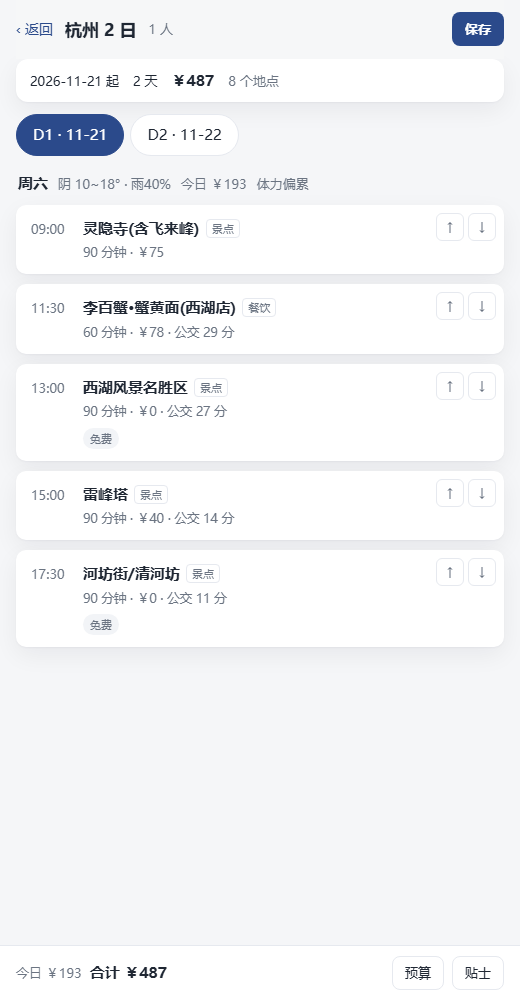 ‹ 返回 杭州 2 日 1 人 保存
2026-11-21 起 2 天 ¥487 8 个地点
D1 · 11-21 D2 · 11-22
周六 阴 10~18° · 雨40% 今日 ¥193 体力偏累
09:00 灵隐寺(含飞来峰) 景点 ↑ ↓
90 分钟 · ¥75
11:30 李百蟹•蟹黄面(西湖店) 餐饮 ↑ ↓
60 分钟 · ¥78 · 公交 29 分
13:00 西湖风景名胜区 景点 ↑ ↓
90 分钟 · ¥0 · 公交 27 分
免费
15:00 雷峰塔 景点 ↑ ↓
90 分钟 · ¥40 · 公交 14 分
17:30 河坊街/清河坊 景点 ↑ ↓
90 分钟 · ¥0 · 公交 11 分
免费
今日 ¥193 合计 ¥487 预算 贴士